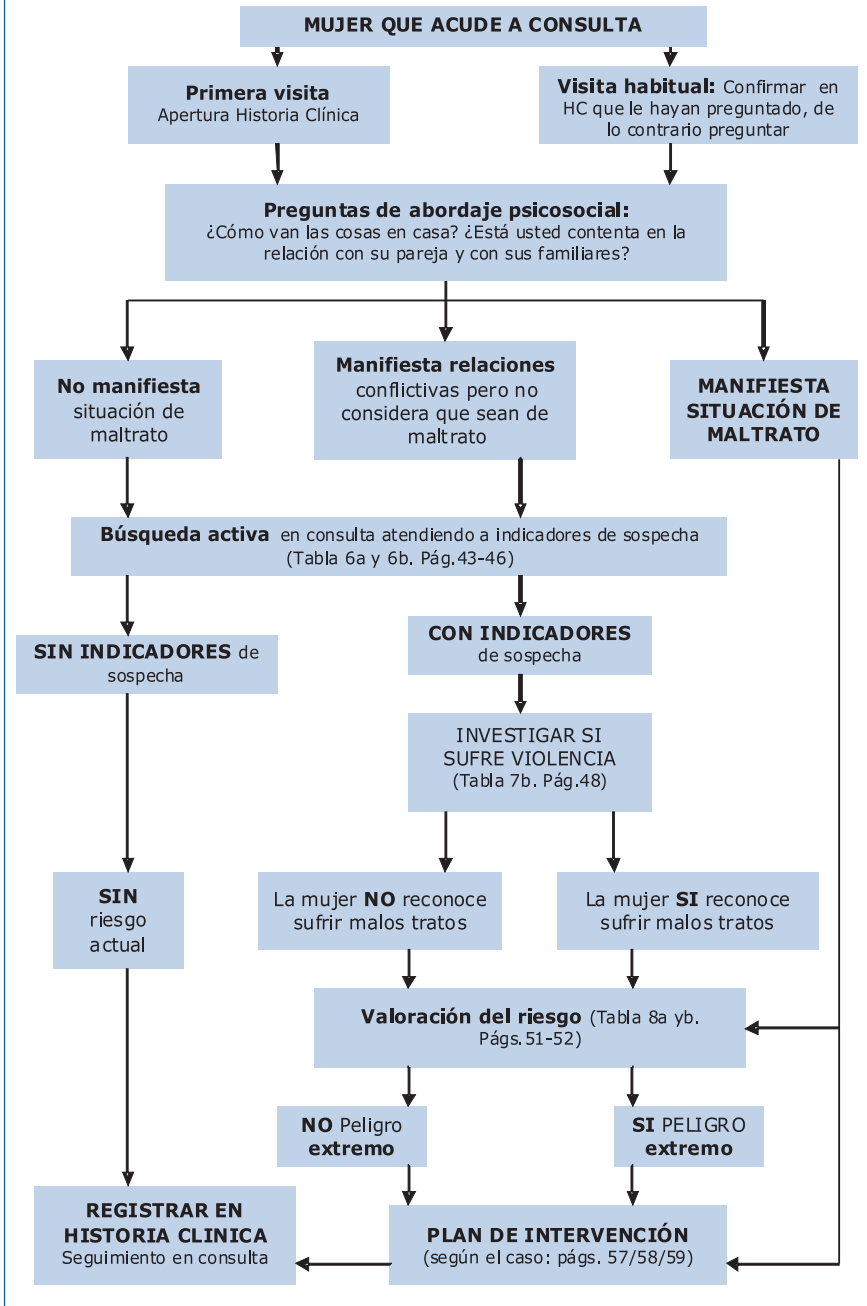 MUJER QUE ACUDE A CONSULTA
Primera visita
Apertura Historia Clínica
Visita habitual: Confirmar en
HC que le hayan preguntado, de
lo contrario preguntar
Preguntas de abordaje psicosocial:
¿Cómo van las cosas en casa? ¿Está usted contenta en la
relación con su pareja y con sus familiares?
No manifiesta
situación de
maltrato
Manifiesta relaciones
conflictivas pero no
considera que sean de
maltrato
MANIFIESTA
SITUACIÓN DE
MALTRATO
Búsqueda activa en consulta atendiendo a indicadores de sospecha
(Tabla 6a y 6b. Pág.43-46)
SIN INDICADORES de
sospecha
CON INDICADORES
de sospecha
INVESTIGAR SI
SUFRE VIOLENCIA
(Tabla 7b. Pág.48)
SIN
riesgo
actual
La mujer NO reconoce
sufrir malos tratos
La mujer SI reconoce
sufrir malos tratos
Valoración del riesgo (Tabla 8a yb.
Págs.51-52)
NO Peligro
extremo
SI PELIGRO
extremo
REGISTRAR EN
HISTORIA CLINICA
Seguimiento en consulta
PLAN DE INTERVENCIÓN
(según el caso: págs. 57/58/59)